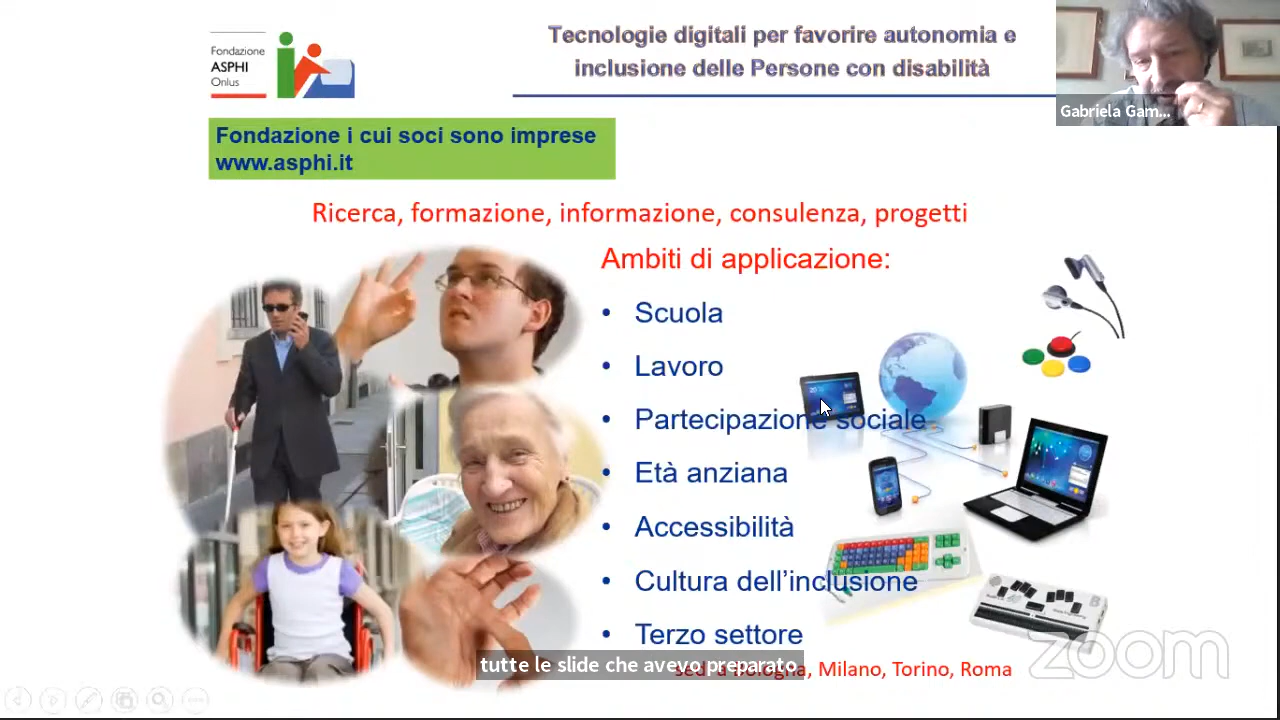 Fondazione
ASPHI
Onlus
Tecnologie digitali per favorire autonomia e
inclusione delle Persone con disabilità
Gabriela Gam...
Fondazione i cui soci sono imprese
www.asphi.it
Ricerca, formazione, informazione, consulenza, progetti
Ambiti di applicazione:
• Scuola
• Lavoro
• Partecipazione sociale
• Età anziana
• Accessibilità
• Cultura dell'inclusione
• Terzo settore
tutte le slide che avevo preparato
Bologna, Milano, Torino, Roma
zoom